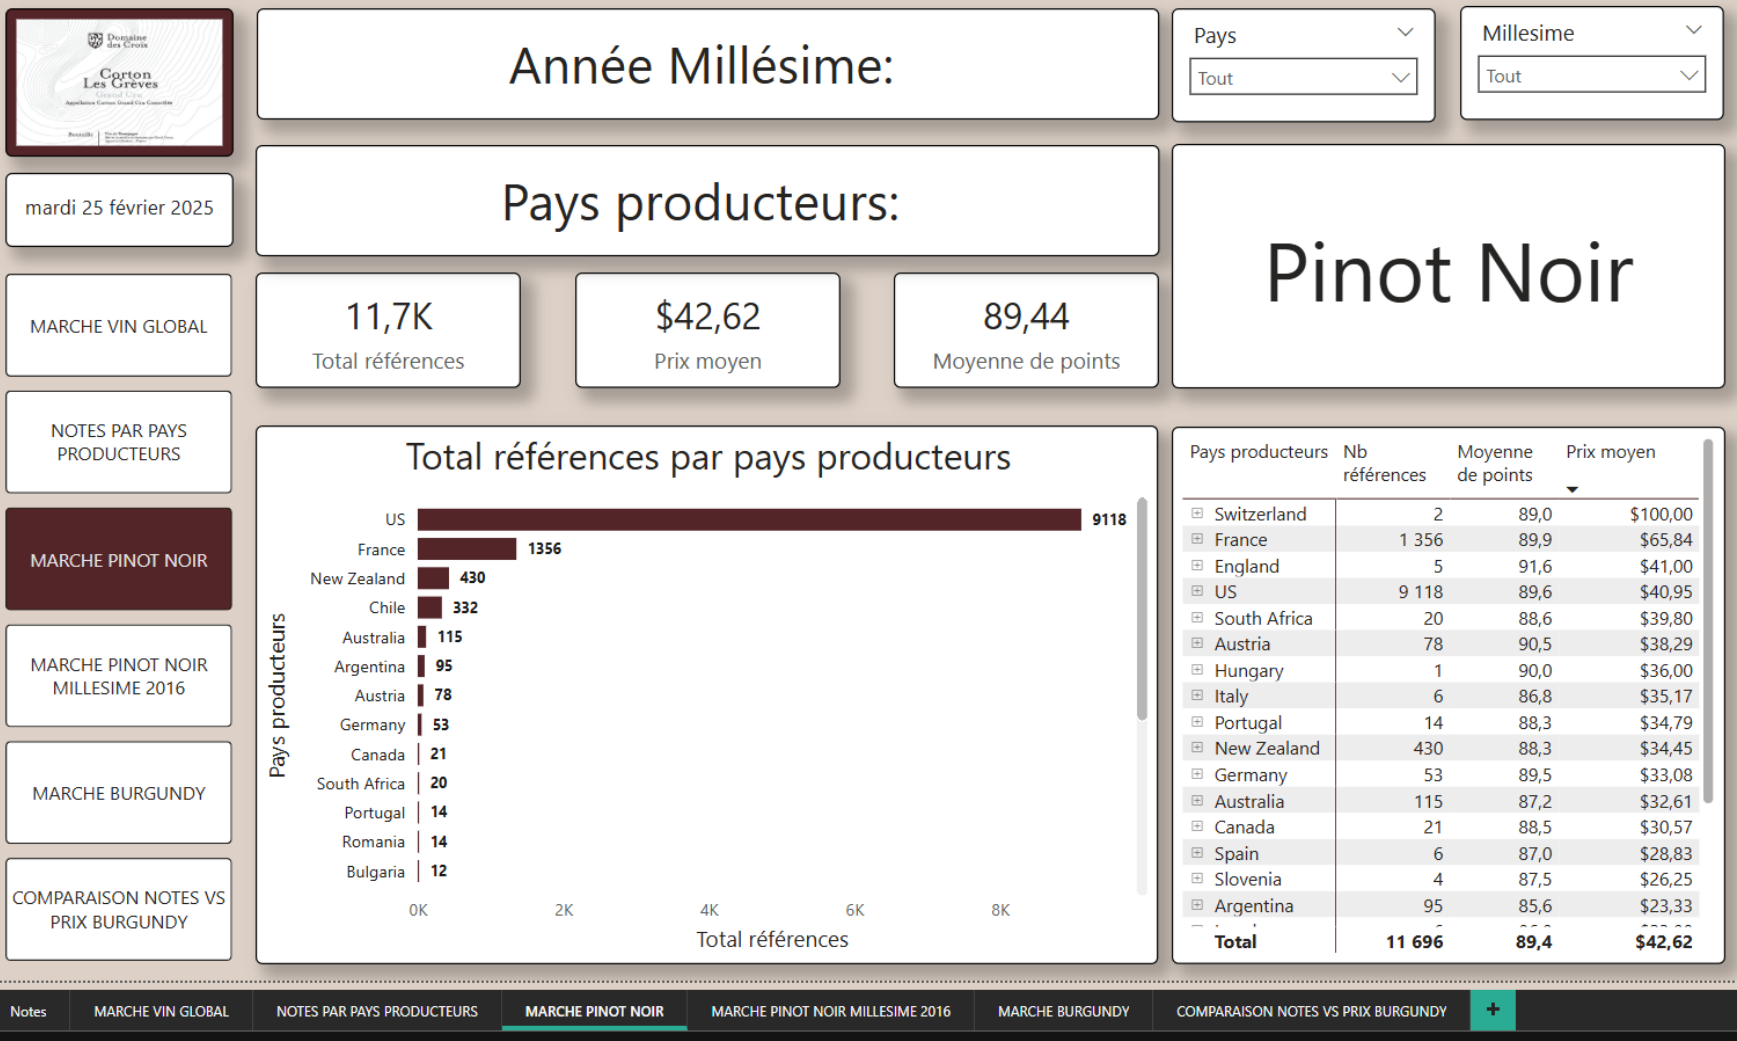 Domaine
des Croix
Corton
Les Grèves
Grand Cru
Appellation Corton Grand Cru Contrôlée
Bouteille
mardi 25 février 2025
MARCHE VIN GLOBAL
NOTES PAR PAYS
PRODUCTEURS
MARCHE PINOT NOIR
MARCHE PINOT NOIR
MILLESIME 2016
MARCHE BURGUNDY
COMPARAISON NOTES VS
PRIX BURGUNDY
Année Millésime:
Pays producteurs:
Pays
Tout
Millesime
Tout
Pinot Noir
11,7K
Total références
$42,62
Prix moyen
89,44
Moyenne de points
Total références par pays producteurs
Pays producteurs
US 9118
France 1356
New Zealand 430
Chile 332
Australia 115
Argentina 95
Austria 78
Germany 53
Canada 21
South Africa 20
Portugal 14
Romania 14
Bulgaria 12
0K 2K 4K 6K 8K
Total références
Pays producteurs Nb références Moyenne de points Prix moyen
Switzerland 2 89,0 $100,00
France 1 356 89,9 $65,84
England 5 91,6 $41,00
US 9 118 89,6 $40,95
South Africa 20 88,6 $39,80
Austria 78 90,5 $38,29
Hungary 1 90,0 $36,00
Italy 6 86,8 $35,17
Portugal 14 88,3 $34,79
New Zealand 430 88,3 $34,45
Germany 53 89,5 $33,08
Australia 115 87,2 $32,61
Canada 21 88,5 $30,57
Spain 6 87,0 $28,83
Slovenia 4 87,5 $26,25
Argentina 95 85,6 $23,33
Total 11 696 89,4 $42,62
Notes MARCHE VIN GLOBAL NOTES PAR PAYS PRODUCTEURS MARCHE PINOT NOIR MARCHE PINOT NOIR MILLESIME 2016 MARCHE BURGUNDY COMPARAISON NOTES VS PRIX BURGUNDY +